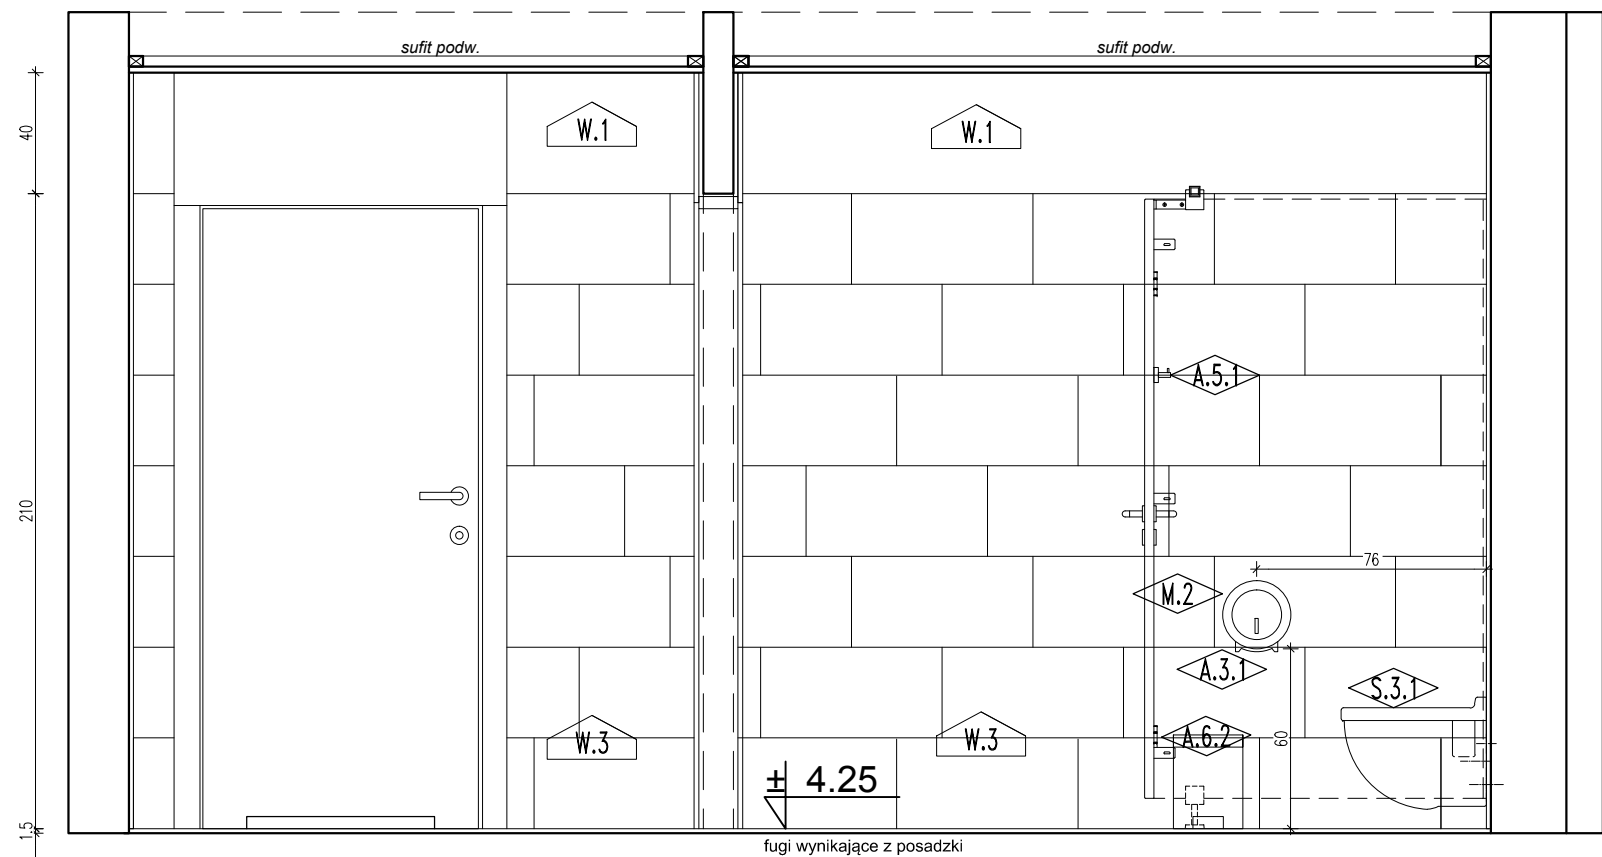 sufit podw.
sufit podw.
40
W.1
W.1
A.5.1
210
76
M.2
A.3.1
S.3.1
W.3
W.3
A.6.2
60
± 4.25
1.5
fugi wynikające z posadzki